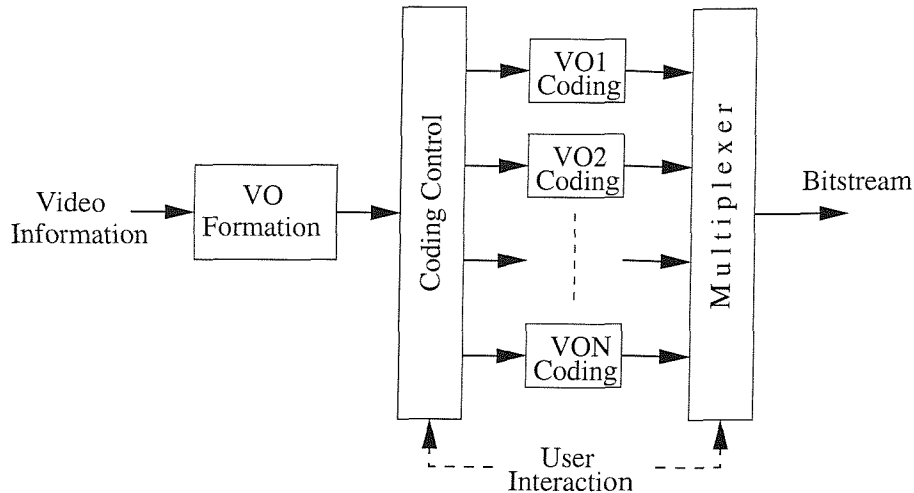 Video
Information
VO
Formation
Coding Control
VO1
Coding
VO2
Coding
VON
Coding
Multiplexer
Bitstream
User
Interaction